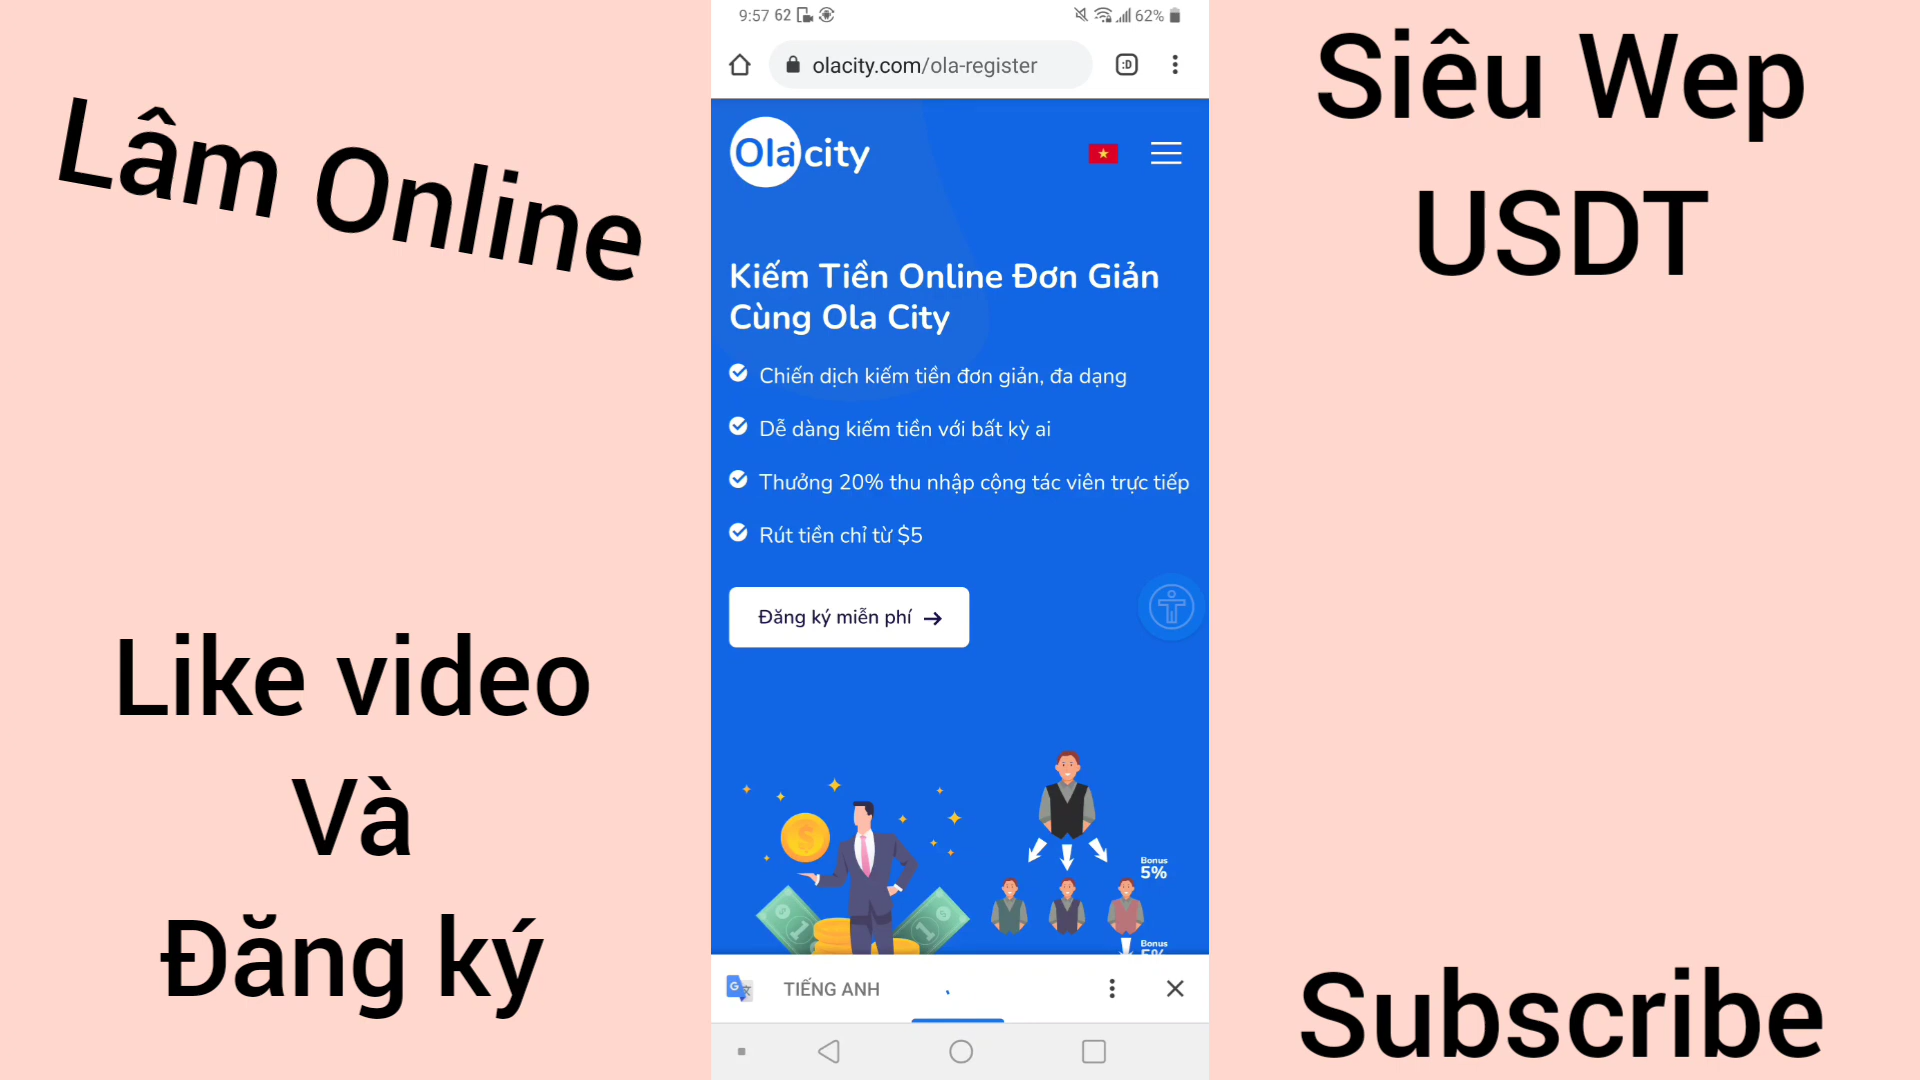 Lâm Online
Like video
Và
Đăng ký
9:57 62
62%
olacity.com/ola-register
Ola city
Kiếm Tiền Online Đơn Giản
Cùng Ola City
Chiến dịch kiếm tiền đơn giản, đa dạng
Dễ dàng kiếm tiền với bất kỳ ai
Thưởng 20% thu nhập cộng tác viên trực tiếp
Rút tiền chỉ từ $5
Đăng ký miễn phí →
Bonus
5%
Bonus
5%
TIẾNG ANH
Siêu Wep
USDT
Subscribe